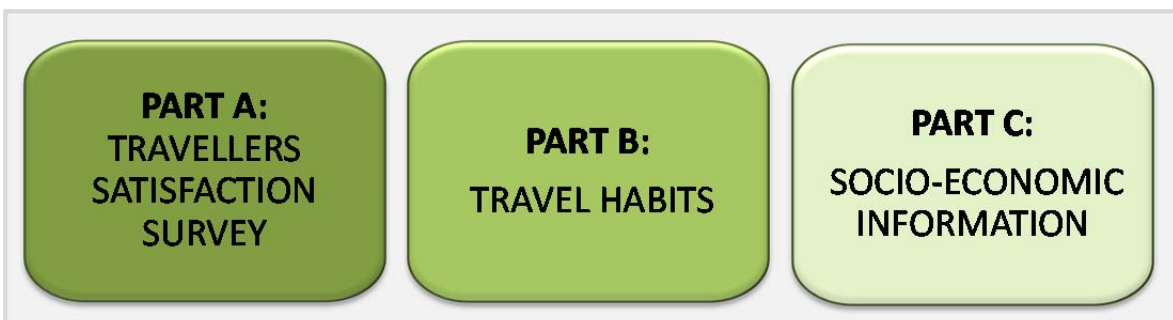 PART A:
TRAVELLERS
SATISFACTION
SURVEY
PART B:
TRAVEL HABITS
PART C:
SOCIO-ECONOMIC
INFORMATION